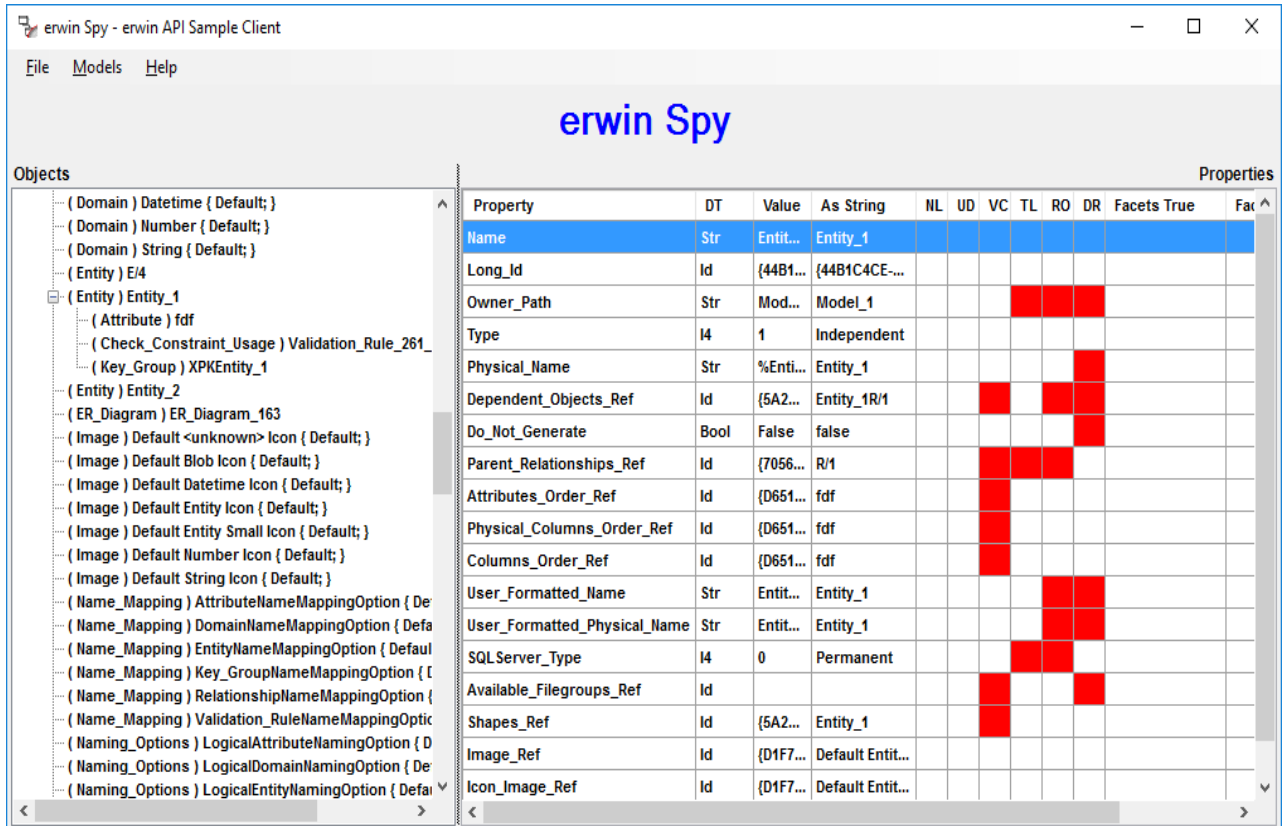 erwin Spy - erwin API Sample Client
File Models Help
erwin Spy
Objects
Properties
( Domain ) Datetime { Default; }
( Domain ) Number { Default; }
( Domain ) String { Default; }
( Entity ) E/4
( Entity ) Entity_1
( Attribute ) fdf
( Check_Constraint_Usage ) Validation_Rule_261_
( Key_Group ) XPKEntity_1
( Entity ) Entity_2
( ER_Diagram ) ER_Diagram_163
( Image ) Default <unknown> Icon { Default; }
( Image ) Default Blob Icon { Default; }
( Image ) Default Datetime Icon { Default; }
( Image ) Default Entity Icon { Default; }
( Image ) Default Entity Small Icon { Default; }
( Image ) Default Number Icon { Default; }
( Image ) Default String Icon { Default; }
( Name_Mapping ) AttributeNameMappingOption { De
( Name_Mapping ) DomainNameMappingOption { Defa
( Name_Mapping ) EntityNameMappingOption { Defaul
( Name_Mapping ) Key_GroupNameMappingOption { D
( Name_Mapping ) RelationshipNameMappingOption {
( Name_Mapping ) Validation_RuleNameMappingOptio
( Naming_Options ) LogicalAttributeNamingOption { D
( Naming_Options ) LogicalDomainNamingOption { De
( Naming_Options ) LogicalEntityNamingOption { Defau
Property DT Value As String NL UD VC TL RO DR Facets True Fac
Name Str Entit... Entity_1
Long_Id Id {44B1... {44B1C4CE-...
Owner_Path Str Mod... Model_1
Type I4 1 Independent
Physical_Name Str %Enti... Entity_1
Dependent_Objects_Ref Id {5A2... Entity_1R/1
Do_Not_Generate Bool False false
Parent_Relationships_Ref Id {7056... R/1
Attributes_Order_Ref Id {D651... fdf
Physical_Columns_Order_Ref Id {D651... fdf
Columns_Order_Ref Id {D651... fdf
User_Formatted_Name Str Entit... Entity_1
User_Formatted_Physical_Name Str Entit... Entity_1
SQLServer_Type I4 0 Permanent
Available_Filegroups_Ref Id
Shapes_Ref Id {5A2... Entity_1
Image_Ref Id {D1F7... Default Entit...
Icon_Image_Ref Id {D1F7... Default Entit...